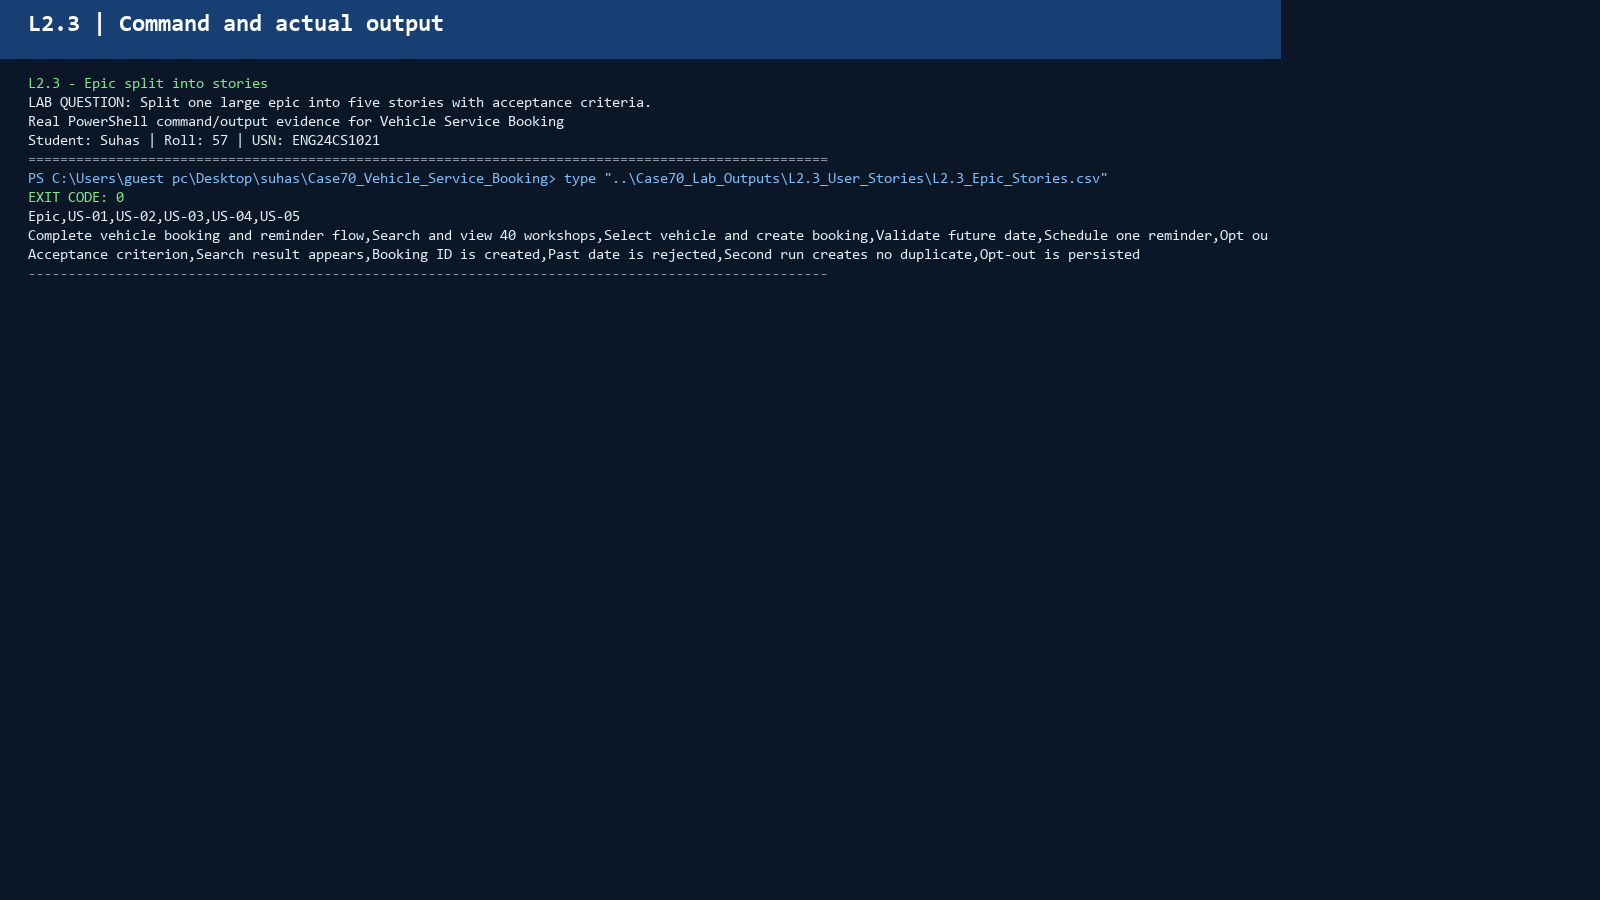 L2.3 | Command and actual output
L2.3 - Epic split into stories
LAB QUESTION: Split one large epic into five stories with acceptance criteria.
Real PowerShell command/output evidence for Vehicle Service Booking
Student: Suhas | Roll: 57 | USN: ENG24CS1021
====================================================================================================
PS C:\Users\guest pc\Desktop\suhas\Case70_Vehicle_Service_Booking> type "..\Case70_Lab_Outputs\L2.3_User_Stories\L2.3_Epic_Stories.csv"
EXIT CODE: 0
Epic,US-01,US-02,US-03,US-04,US-05
Complete vehicle booking and reminder flow,Search and view 40 workshops,Select vehicle and create booking,Validate future date,Schedule one reminder,Opt ou
Acceptance criterion,Search result appears,Booking ID is created,Past date is rejected,Second run creates no duplicate,Opt-out is persisted
----------------------------------------------------------------------------------------------------